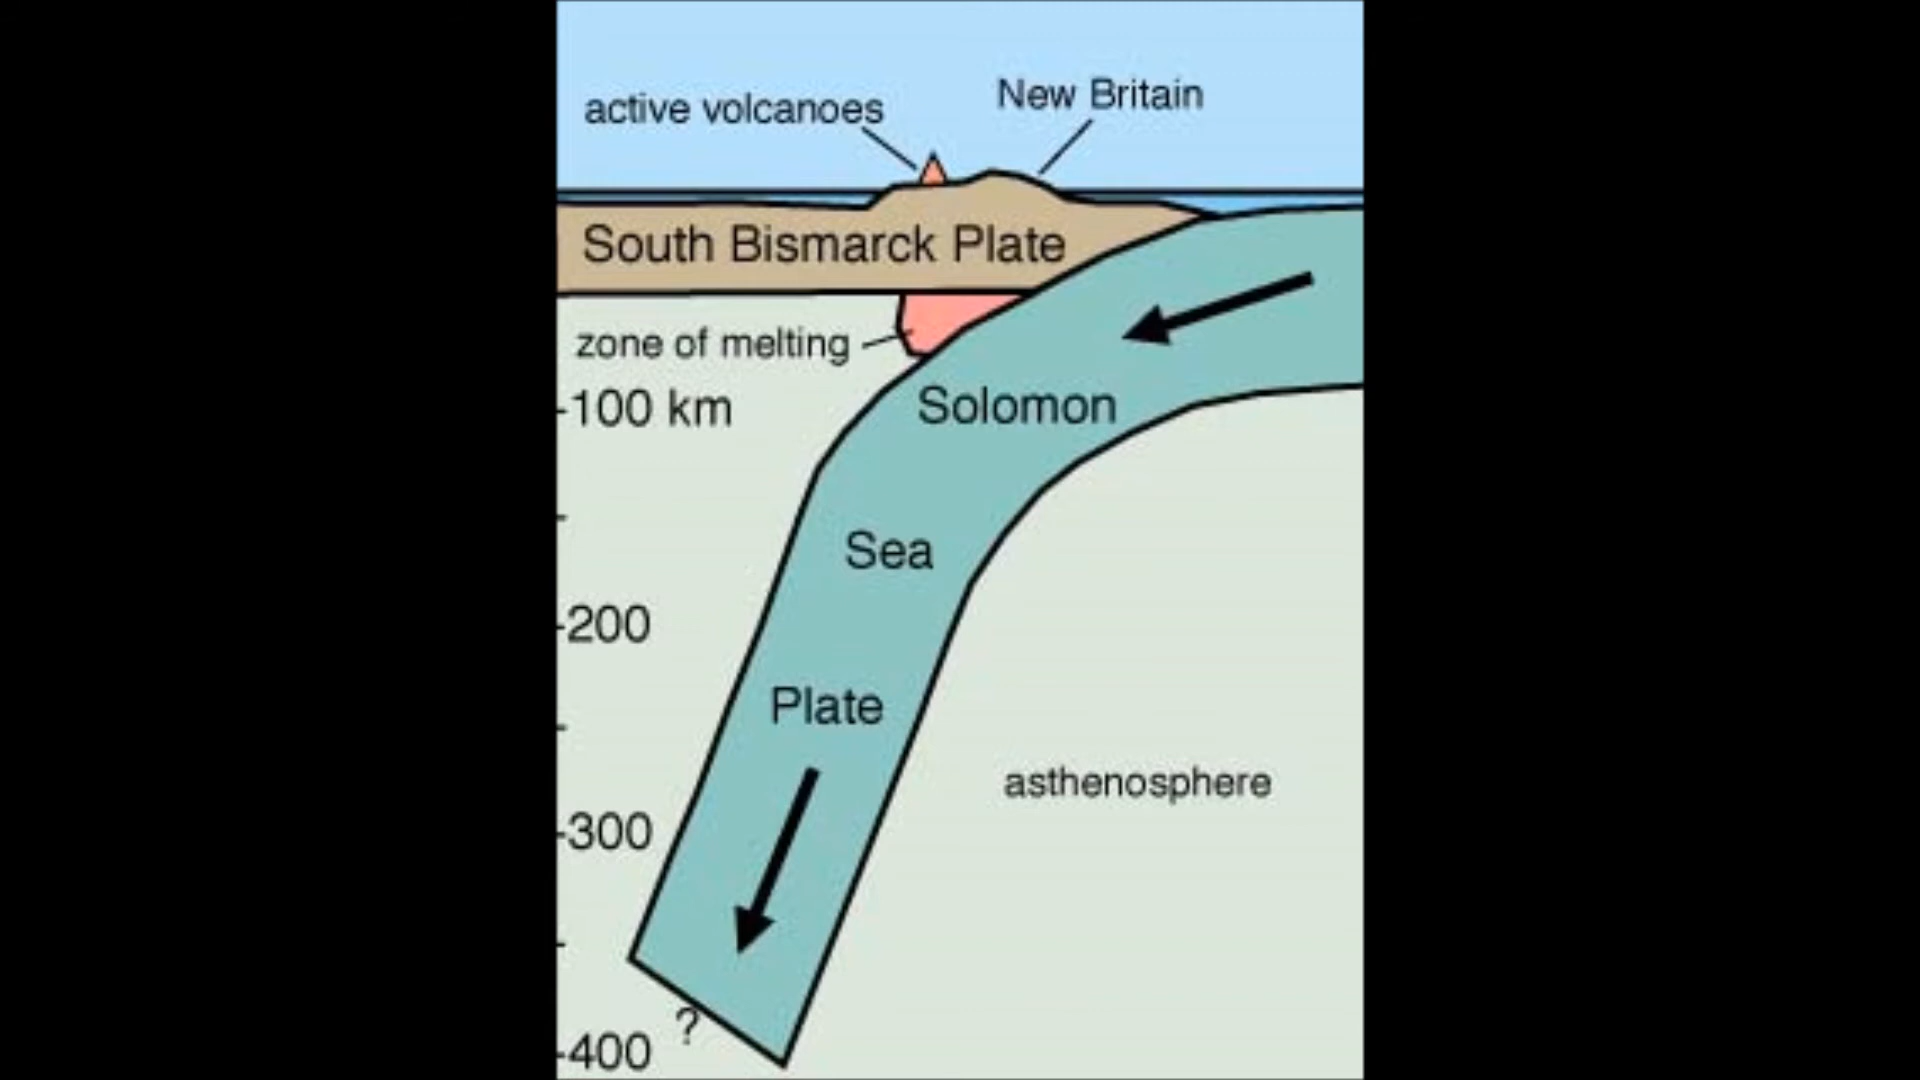 active volcanoes
New Britain
South Bismarck Plate
zone of melting
100 km
Solomon
Sea
200
Plate
asthenosphere
300
?
400